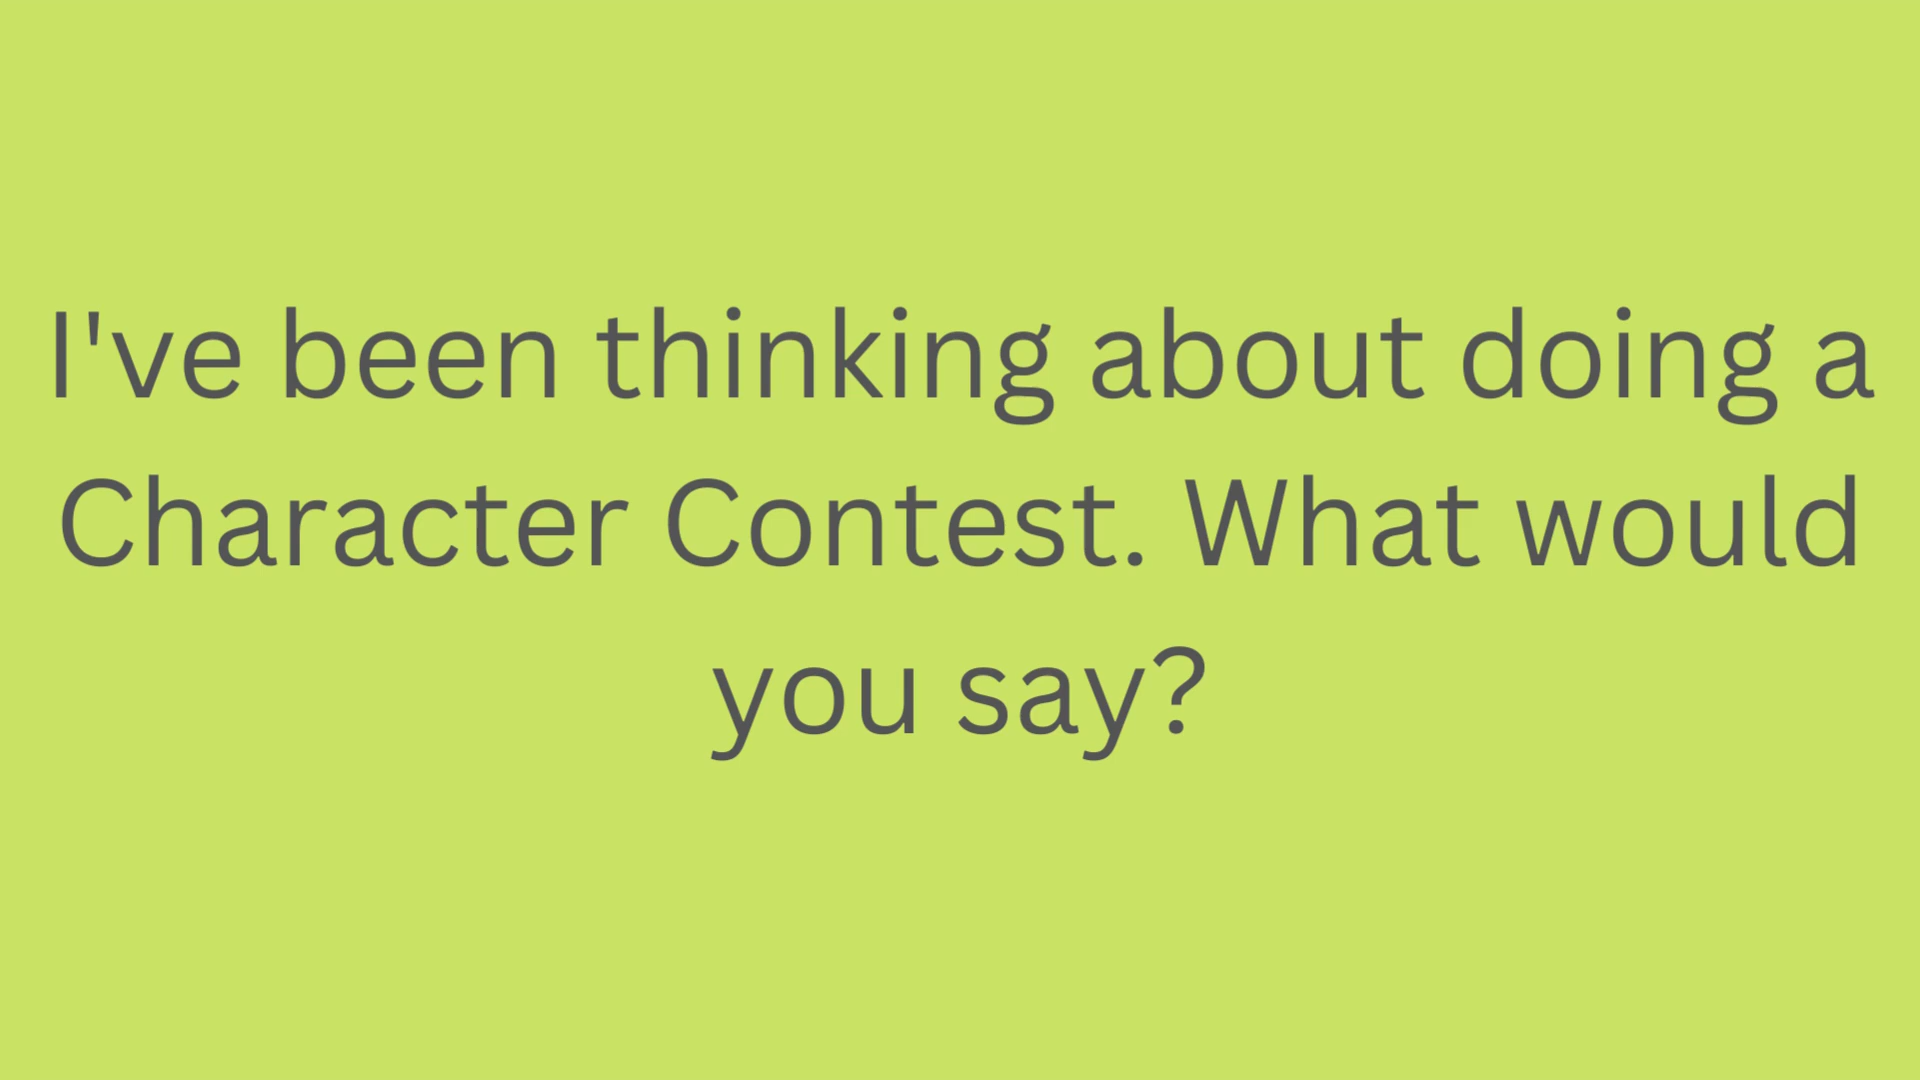 I've been thinking about doing a
Character Contest. What would
you say?